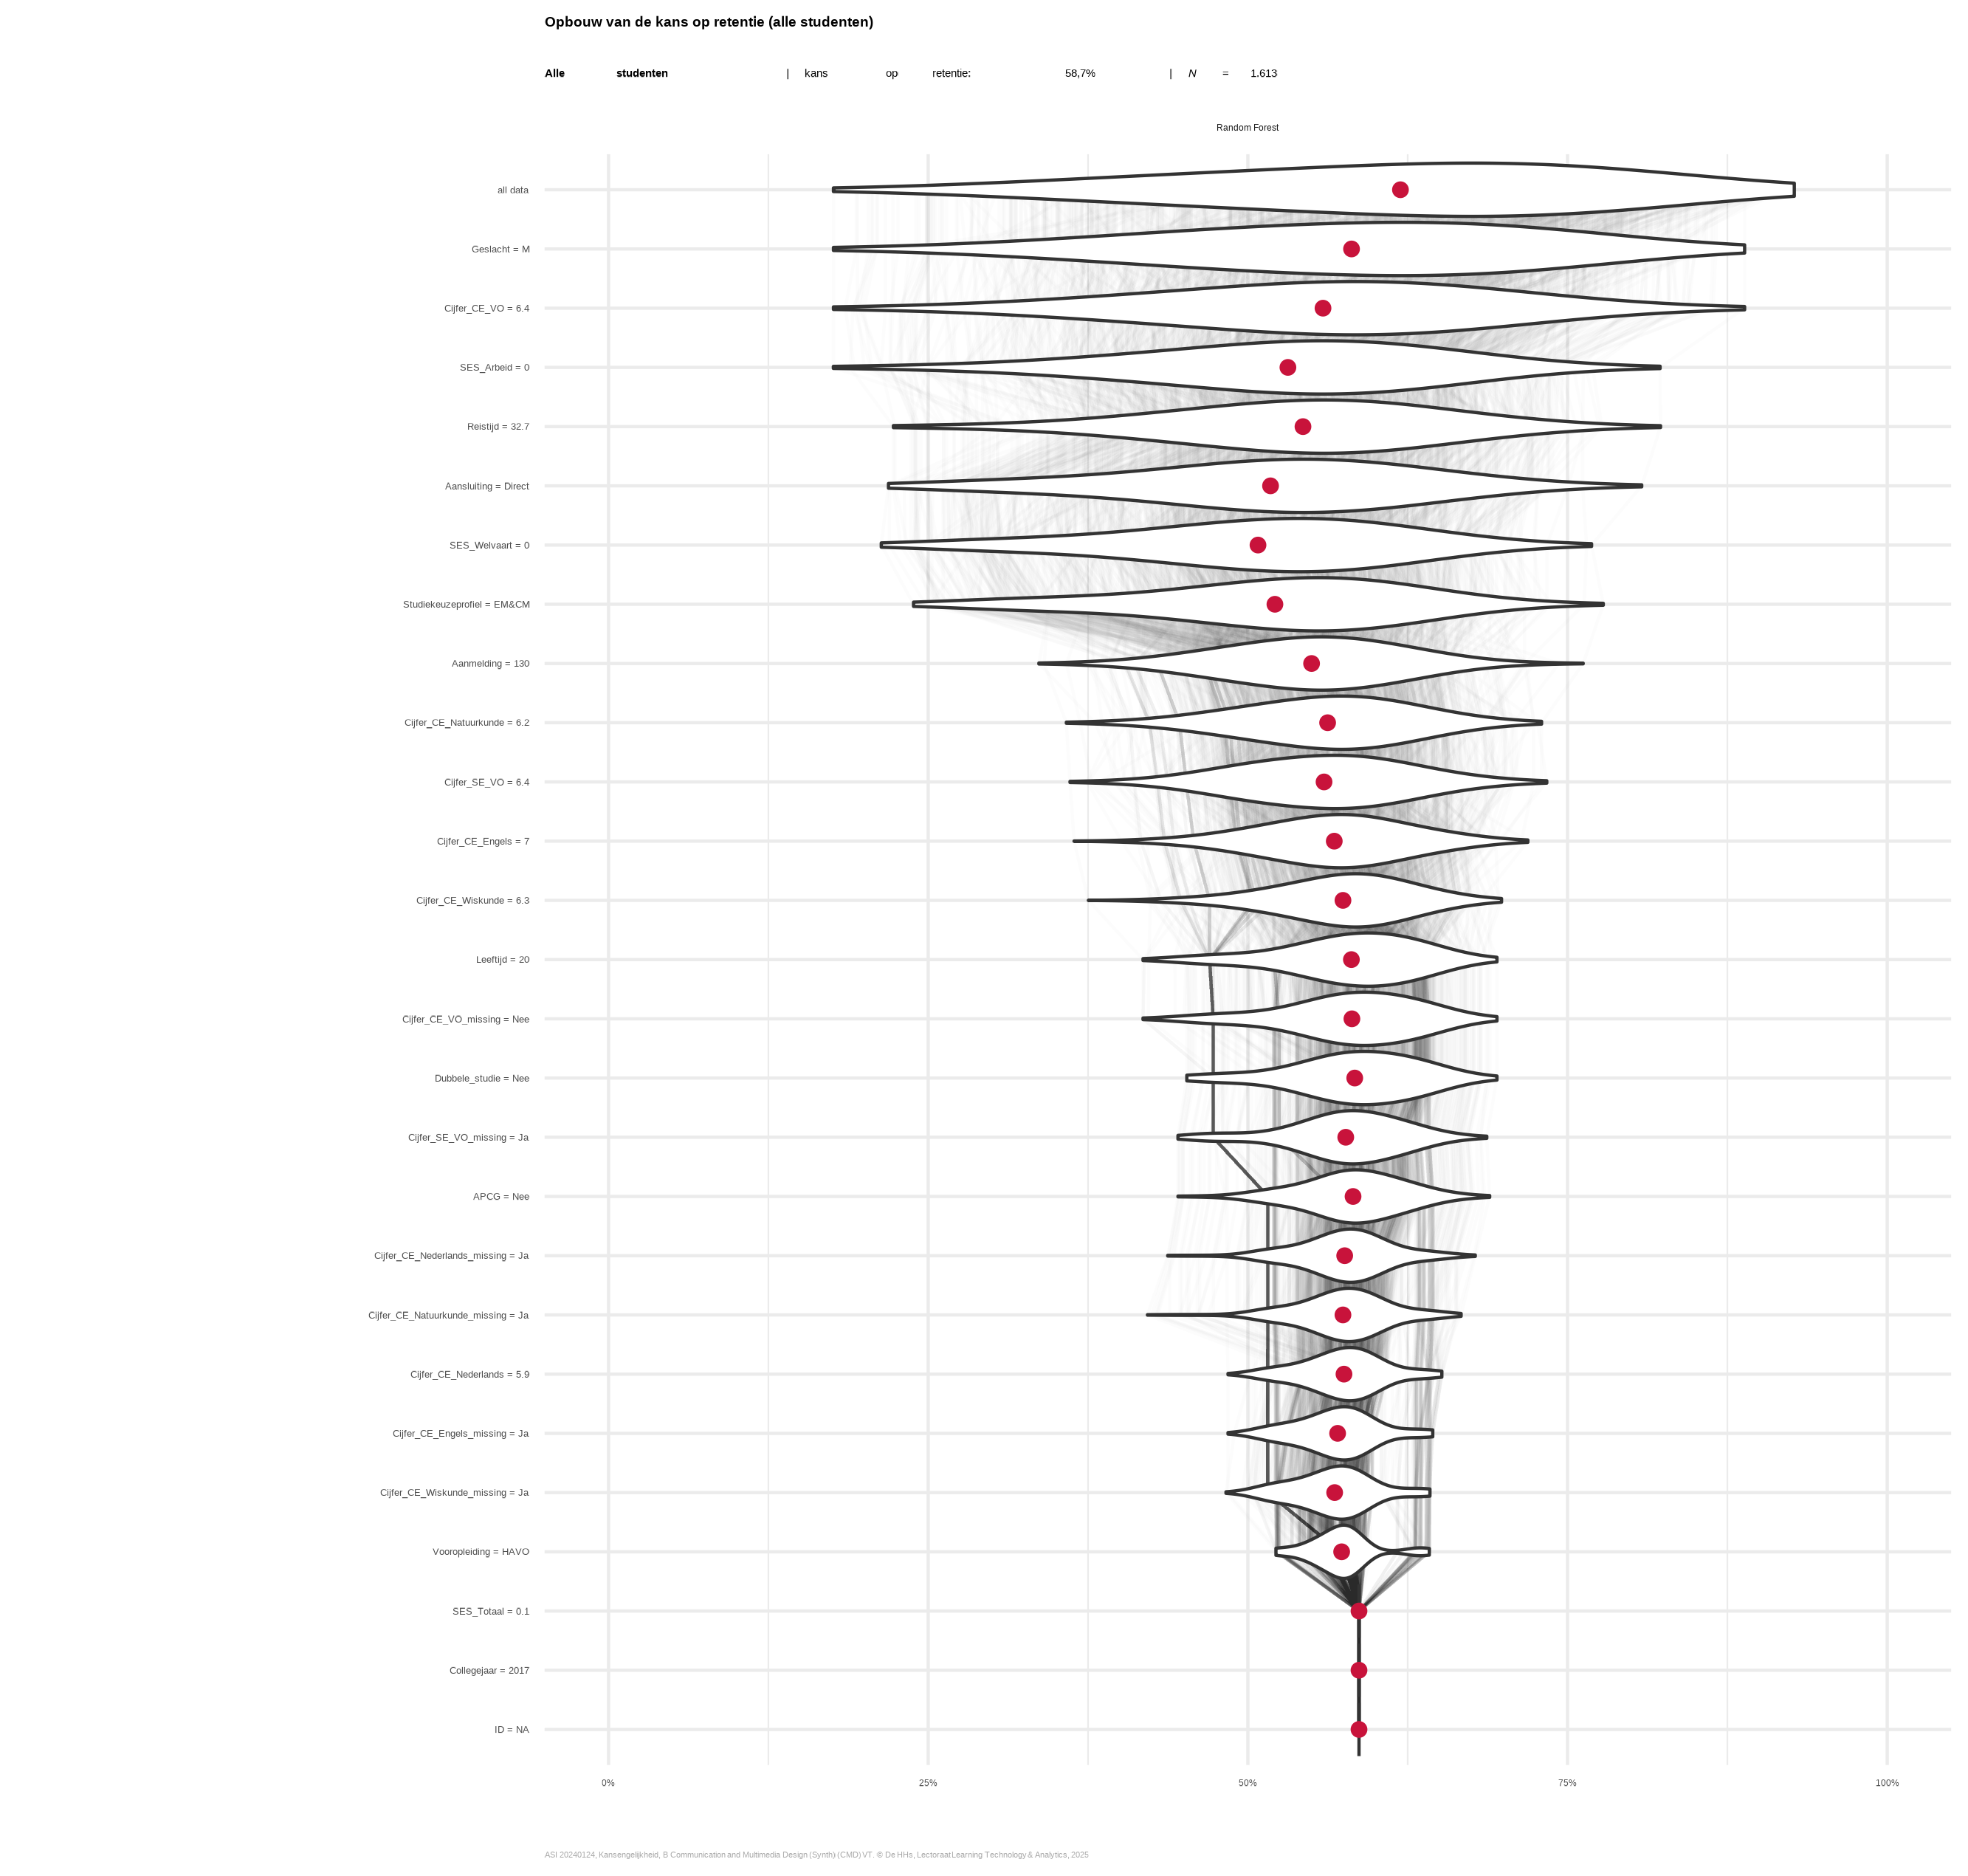 Opbouw van de kans op retentie (alle studenten)
Alle studenten | kans op retentie: 58,7% | N = 1.613
Random Forest
all data
Geslacht = M
Cijfer_CE_VO = 6.4
SES_Arbeid = 0
Reistijd = 32.7
Aansluiting = Direct
SES_Welvaart = 0
Studiekeuzeprofiel = EM&CM
Aanmelding = 130
Cijfer_CE_Natuurkunde = 6.2
Cijfer_SE_VO = 6.4
Cijfer_CE_Engels = 7
Cijfer_CE_Wiskunde = 6.3
Leeftijd = 20
Cijfer_CE_VO_missing = Nee
Dubbele_studie = Nee
Cijfer_SE_VO_missing = Ja
APCG = Nee
Cijfer_CE_Nederlands_missing = Ja
Cijfer_CE_Natuurkunde_missing = Ja
Cijfer_CE_Nederlands = 5.9
Cijfer_CE_Engels_missing = Ja
Cijfer_CE_Wiskunde_missing = Ja
Vooropleiding = HAVO
SES_Totaal = 0.1
Collegejaar = 2017
ID = NA
0% 25% 50% 75% 100%
ASI 20240124, Kansengelijkheid, B Communication and Multimedia Design (Synth) (CMD) VT. © De HHs, Lectoraat Learning Technology & Analytics, 2025